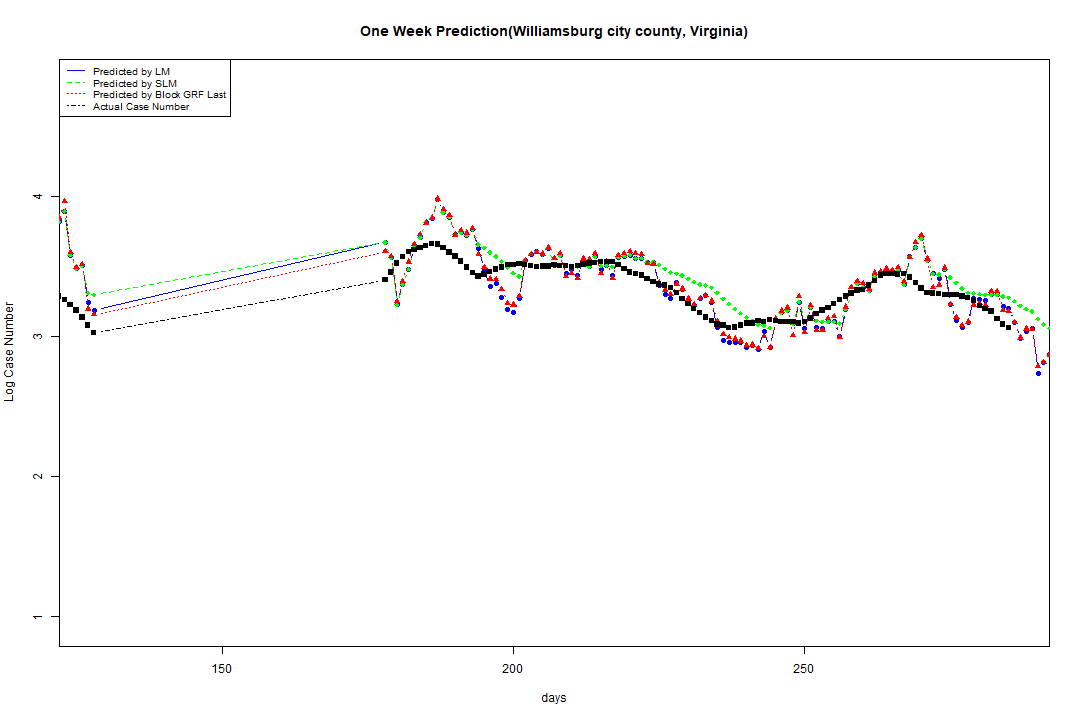 One Week Prediction(Williamsburg city county, Virginia)
Predicted by LM
Predicted by SLM
Predicted by Block GRF Last
Actual Case Number
4
3
2
1
Log Case Number
150 200 250
days